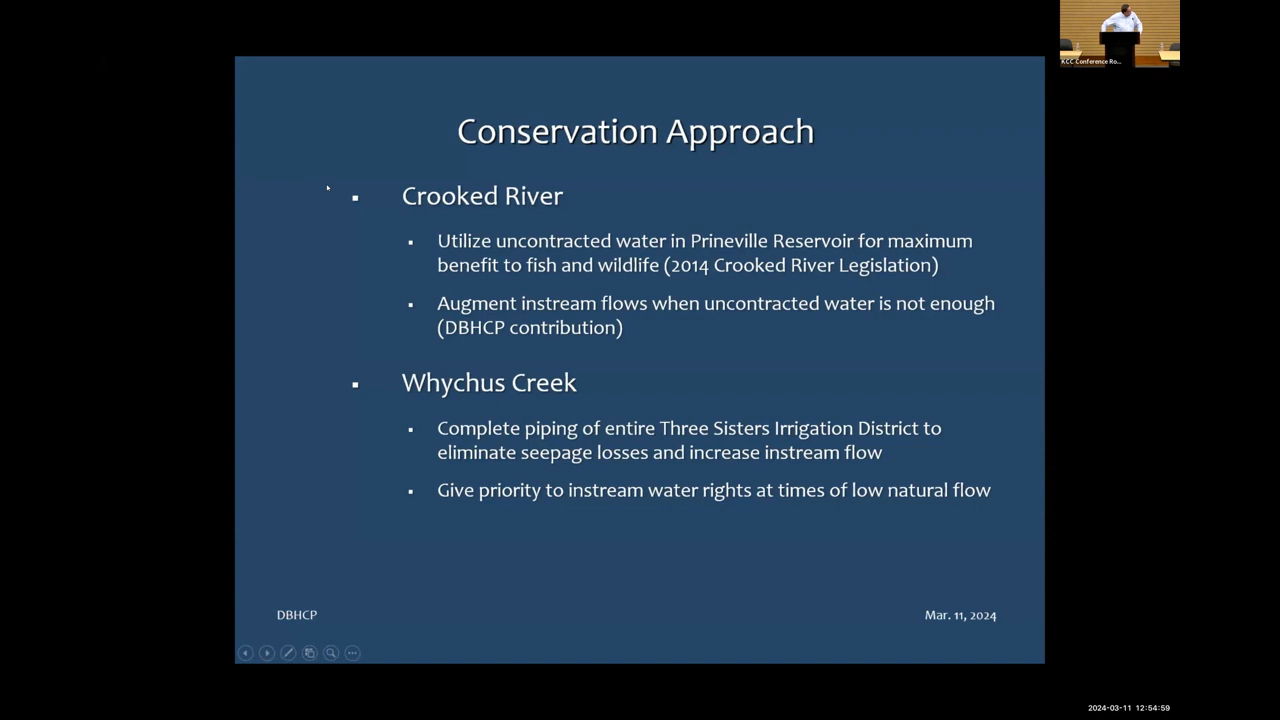 KCC Conference Ro...
Conservation Approach
Crooked River
Utilize uncontracted water in Prineville Reservoir for maximum
benefit to fish and wildlife (2014 Crooked River Legislation)
Augment instream flows when uncontracted water is not enough
(DBHCP contribution)
Whychus Creek
Complete piping of entire Three Sisters Irrigation District to
eliminate seepage losses and increase instream flow
Give priority to instream water rights at times of low natural flow
DBHCP
Mar. 11, 2024
2024-03-11 12:54:59